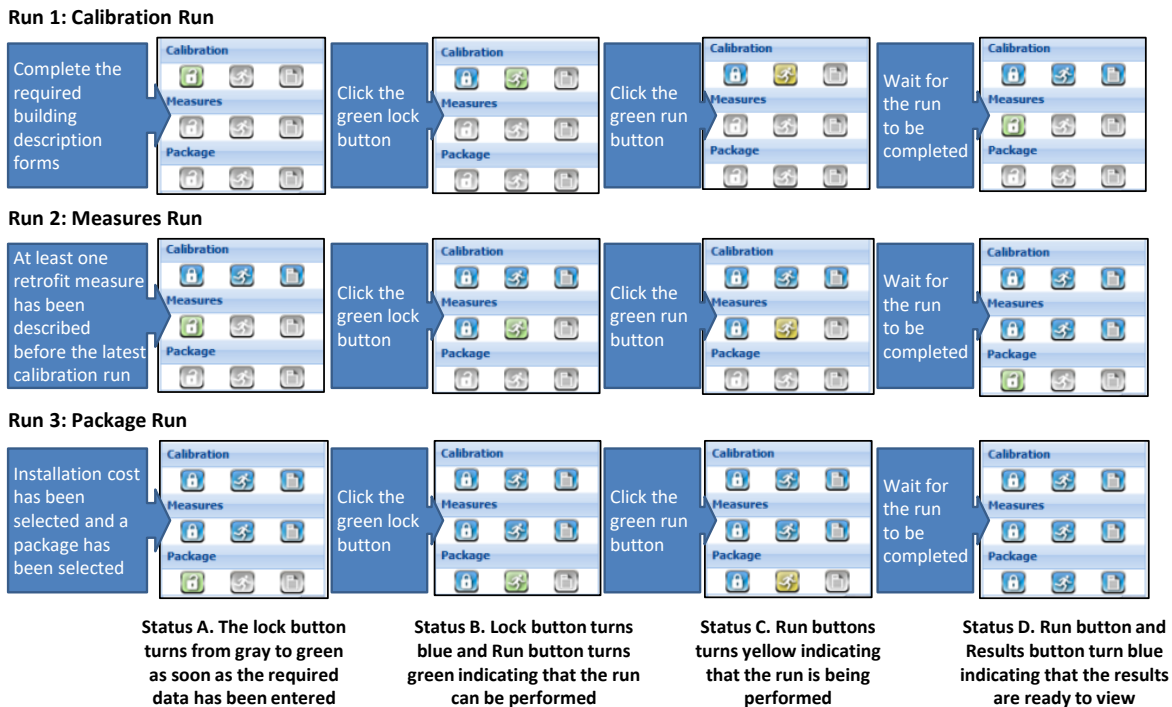 Run 1: Calibration Run
Complete the
required
building
description
forms
Calibration
Measures
Package
Click the
green lock
button
Calibration
Measures
Package
Click the
green run
button
Calibration
Measures
Package
Wait for
the run
to be
completed
Calibration
Measures
Package
Run 2: Measures Run
At least one
retrofit measure
has been
described
before the latest
calibration run
Calibration
Measures
Package
Click the
green lock
button
Calibration
Measures
Package
Click the
green run
button
Calibration
Measures
Package
Wait for
the run
to be
completed
Calibration
Measures
Package
Run 3: Package Run
Installation cost
has been
selected and a
package has
been selected
Calibration
Measures
Package
Click the
green lock
button
Calibration
Measures
Package
Click the
green run
button
Calibration
Measures
Package
Wait for
the run
to be
completed
Calibration
Measures
Package
Status A. The lock button
turns from gray to green
as soon as the required
data has been entered
Status B. Lock button turns
blue and Run button turns
green indicating that the run
can be performed
Status C. Run buttons
turns yellow indicating
that the run is being
performed
Status D. Run button and
Results button turn blue
indicating that the results
are ready to view